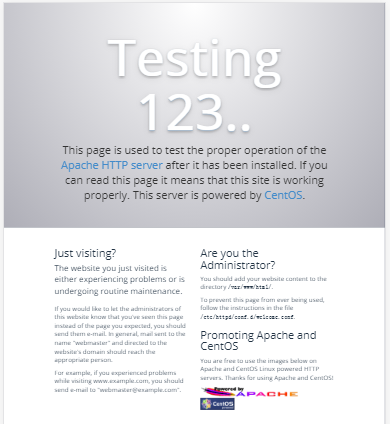 Testing
123..
This page is used to test the proper operation of the
Apache HTTP server after it has been installed. If you
can read this page it means that this site is working
properly. This server is powered by CentOS.
Just visiting?
The website you just visited is
either experiencing problems or is
undergoing routine maintenance.
If you would like to let the administrators of
this website know that you've seen this page
instead of the page you expected, you should
send them e-mail. In general, mail sent to the
name "webmaster" and directed to the
website's domain should reach the
appropriate person.
For example, if you experienced problems
while visiting www.example.com, you should
send e-mail to "webmaster@example.com".
Are you the
Administrator?
You should add your website content to the
directory /var/www/html/.
To prevent this page from ever being used,
follow the instructions in the file
/etc/httpd/conf.d/welcome.conf.
Promoting Apache and
CentOS
You are free to use the images below on
Apache and CentOS Linux powered HTTP
servers. Thanks for using Apache and CentOS!
Powered by
APACHE
CentOS